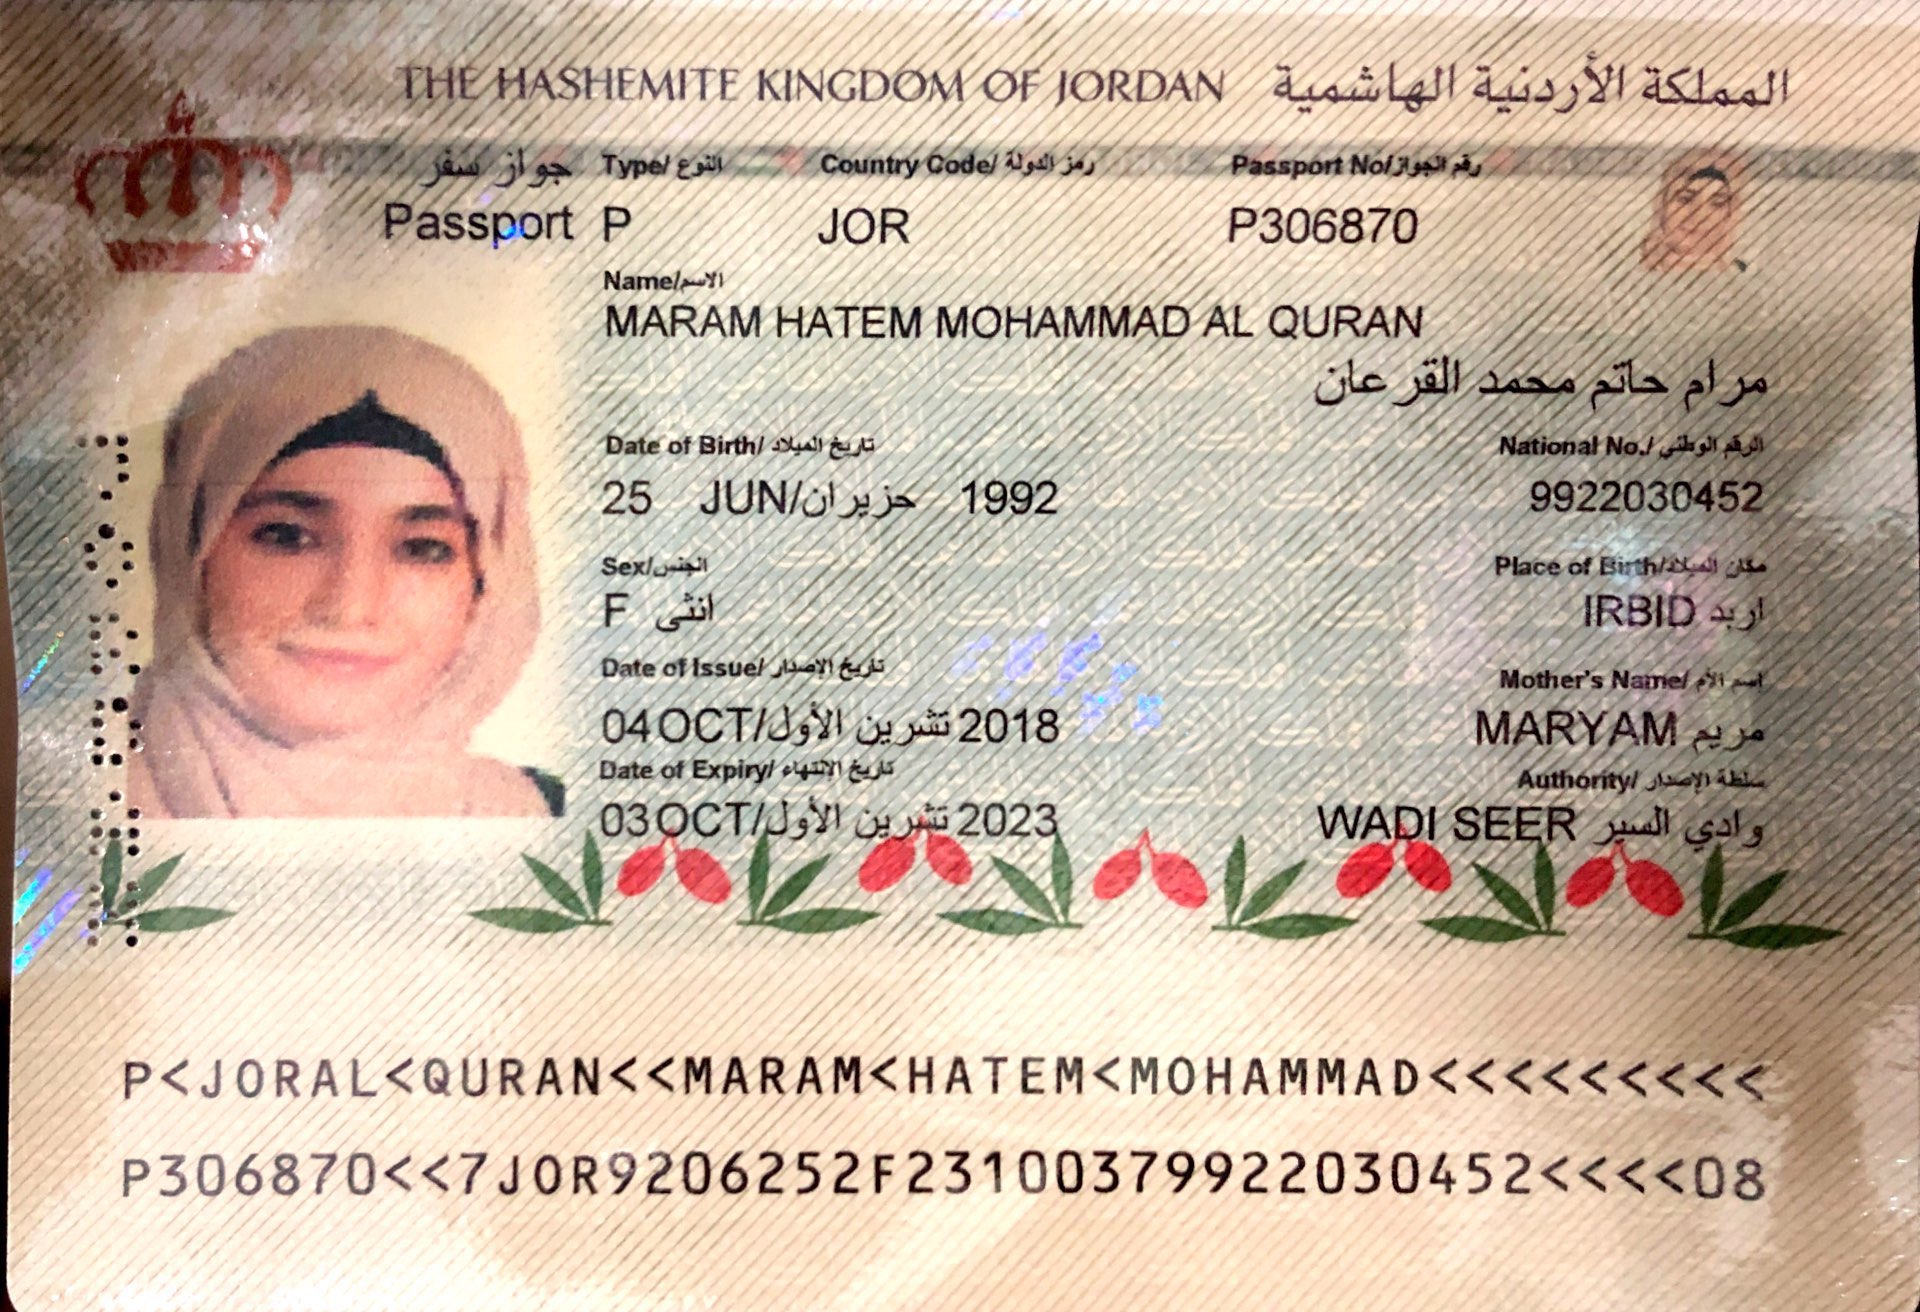 THE HASHEMITE KINGDOM OF JORDAN المملكة الأردنية الهاشمية
جواز سفر Type/ النوع Country Code/ رمز الدولة Passport No/ رقم الجواز
Passport P JOR P306870
Name/الاسم
MARAM HATEM MOHAMMAD AL QURAN
مرام حاتم محمد القرعان
Date of Birth/ تاريخ الميلاد National No./ الرقم الوطني
25 JUN/حزيران 1992 9922030452
Sex/الجنس Place of Birth/مكان الميلاد
F انثى IRBID اربد
Date of Issue/ تاريخ الاصدار Mother's Name/ اسم الأم
04 OCT/تشرين الأول 2018 MARYAM مريم
Date of Expiry/ تاريخ الانتهاء Authority/ سلطة الإصدار
03 OCT/تشرين الأول 2023 WADI SEER وادي السير
P<JORAL<QURAN<<MARAM<HATEM<MOHAMMAD<<<<<<<<<
P306870<<7JOR9206252F23100379922030452<<<<08